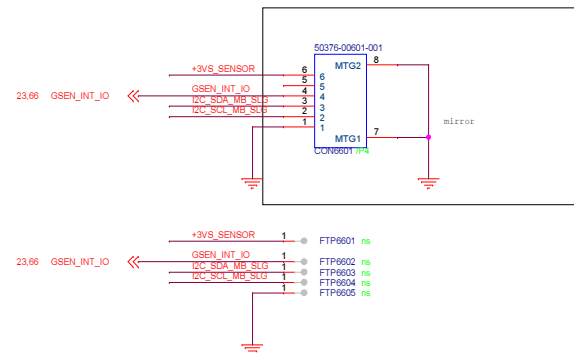 50376-00601-001
+3VS_SENSOR 6 6 MTG2 8
5 5
23,66 GSEN_INT_IO GSEN_INT_IO 4 4
I2C_SDA_MB_SLG 3 3
I2C_SCL_MB_SLG 2 2
1 1 MTG1 7
mirror
CON6601 /P4
+3VS_SENSOR 1 FTP6601 ns
23,66 GSEN_INT_IO GSEN_INT_IO 1 FTP6602 ns
I2C_SDA_MB_SLG 1 FTP6603 ns
I2C_SCL_MB_SLG 1 FTP6604 ns
1 FTP6605 ns